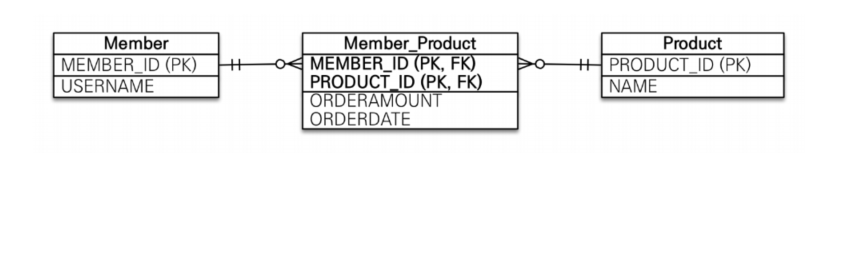 Member
MEMBER_ID (PK)
USERNAME
Member_Product
MEMBER_ID (PK, FK)
PRODUCT_ID (PK, FK)
ORDERAMOUNT
ORDERDATE
Product
PRODUCT_ID (PK)
NAME